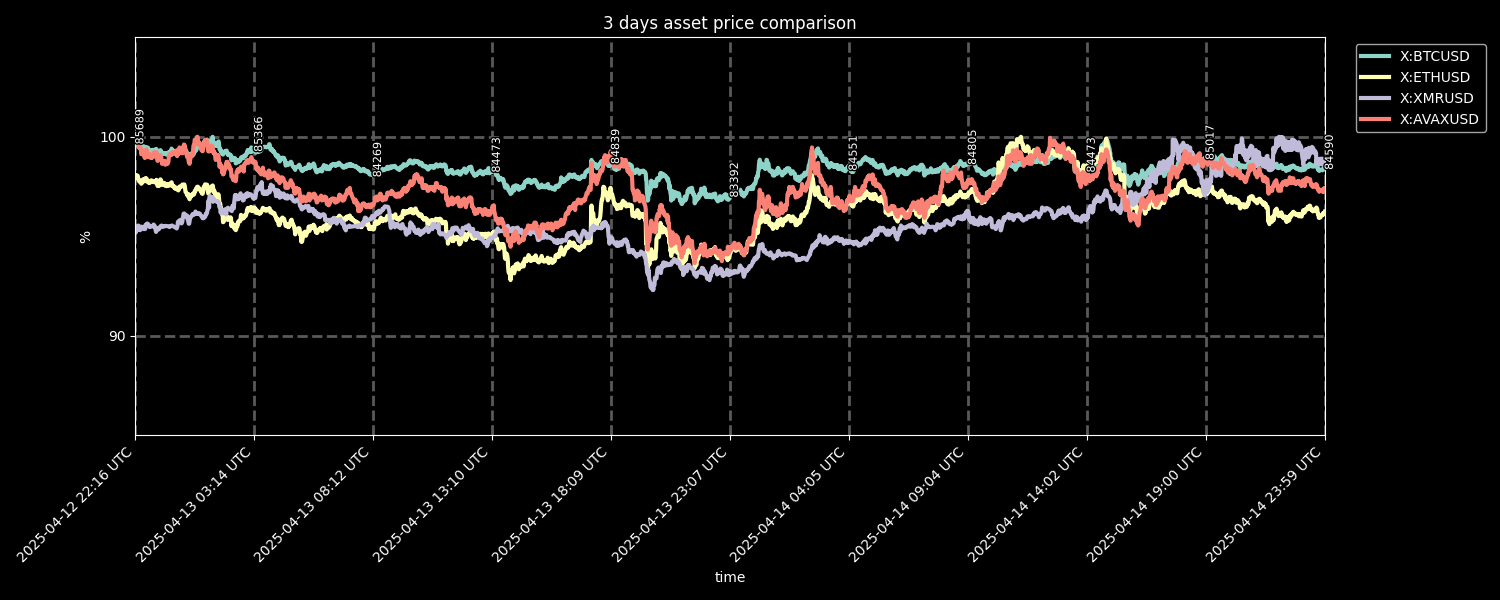 3 days asset price comparison
X:BTCUSD
X:ETHUSD
X:XMRUSD
X:AVAXUSD
100
90
%
85689
85366
84269
84473
84839
83392
84551
84805
84473
85017
84590
2025-04-12 22:16 UTC
2025-04-13 03:14 UTC
2025-04-13 08:12 UTC
2025-04-13 13:10 UTC
2025-04-13 18:09 UTC
2025-04-13 23:07 UTC
2025-04-14 04:05 UTC
2025-04-14 09:04 UTC
2025-04-14 14:02 UTC
2025-04-14 19:00 UTC
2025-04-14 23:59 UTC
time